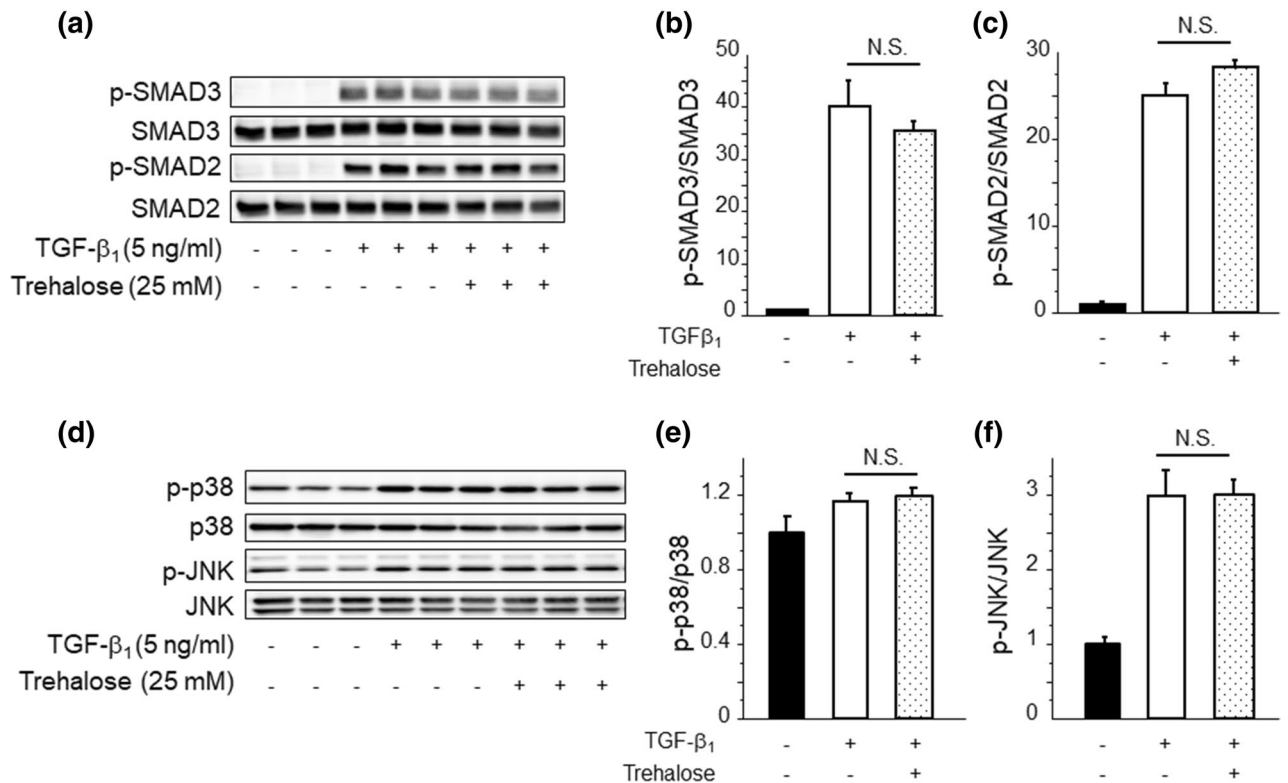 (a)
p-SMAD3
SMAD3
p-SMAD2
SMAD2
TGF-β₁ (5 ng/ml) - - - + + + + + +
Trehalose (25 mM) - - - - - - + + +
(b)
N.S.
p-SMAD3/SMAD3
50
40
30
20
10
0
TGFβ₁ - + +
Trehalose - - +
(c)
N.S.
p-SMAD2/SMAD2
30
20
10
0
- + +
- - +
(d)
p-p38
p38
p-JNK
JNK
TGF-β₁ (5 ng/ml) - - - + + + + + +
Trehalose (25 mM) - - - - - - + + +
(e)
N.S.
p-p38/p38
1.2
0.8
0.4
0
TGF-β₁ - + +
Trehalose - - +
(f)
N.S.
p-JNK/JNK
3
2
1
0
- + +
- - +